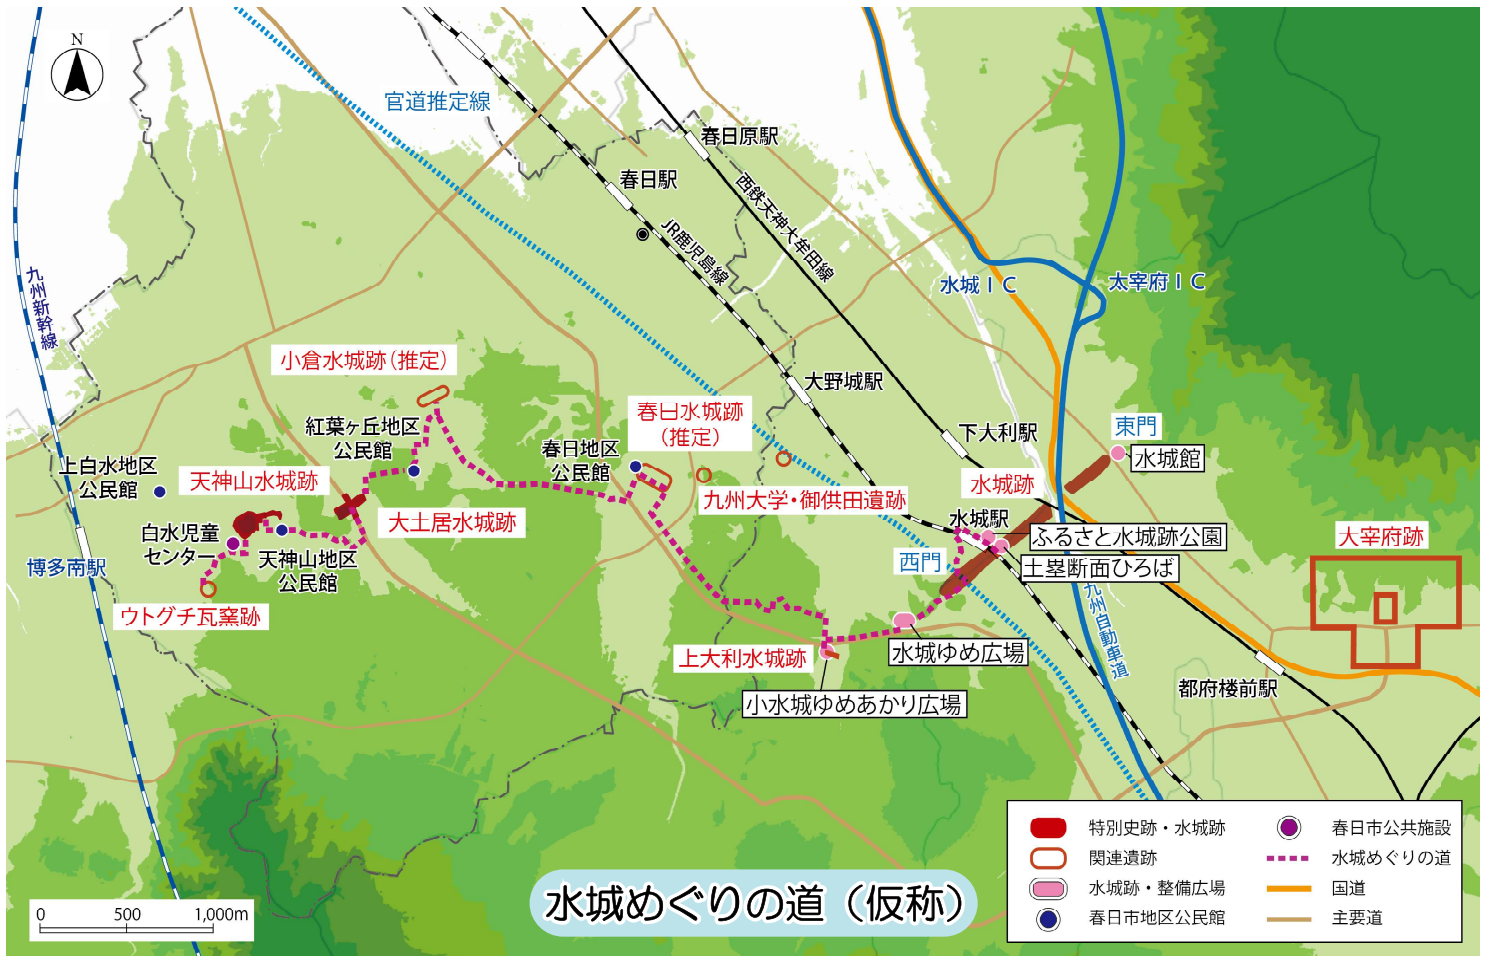 N
官道推定線
春日原駅
春日駅
西鉄天神大牟田線
JR鹿児島線
九州新幹線
水城IC
太宰府IC
小倉水城跡(推定)
大野城駅
春日水城跡
(推定)
紅葉ヶ丘地区
公民館
春日地区
公民館
下大利駅
東門
水城館
上白水地区
公民館
天神山水城跡
九州大学・御供田遺跡
水城跡
大土居水城跡
水城駅
ふるさと水城跡公園
大宰府跡
白水児童
センター
天神山地区
公民館
西門
土塁断面ひろば
博多南駅
九州自動車道
ウトグチ瓦窯跡
上大利水城跡
水城ゆめ広場
小水城ゆめあかり広場
都府楼前駅
特別史跡・水城跡
関連遺跡
水城跡・整備広場
春日市地区公民館
春日市公共施設
水城めぐりの道
国道
主要道
0 500 1,000m
水城めぐりの道（仮称）